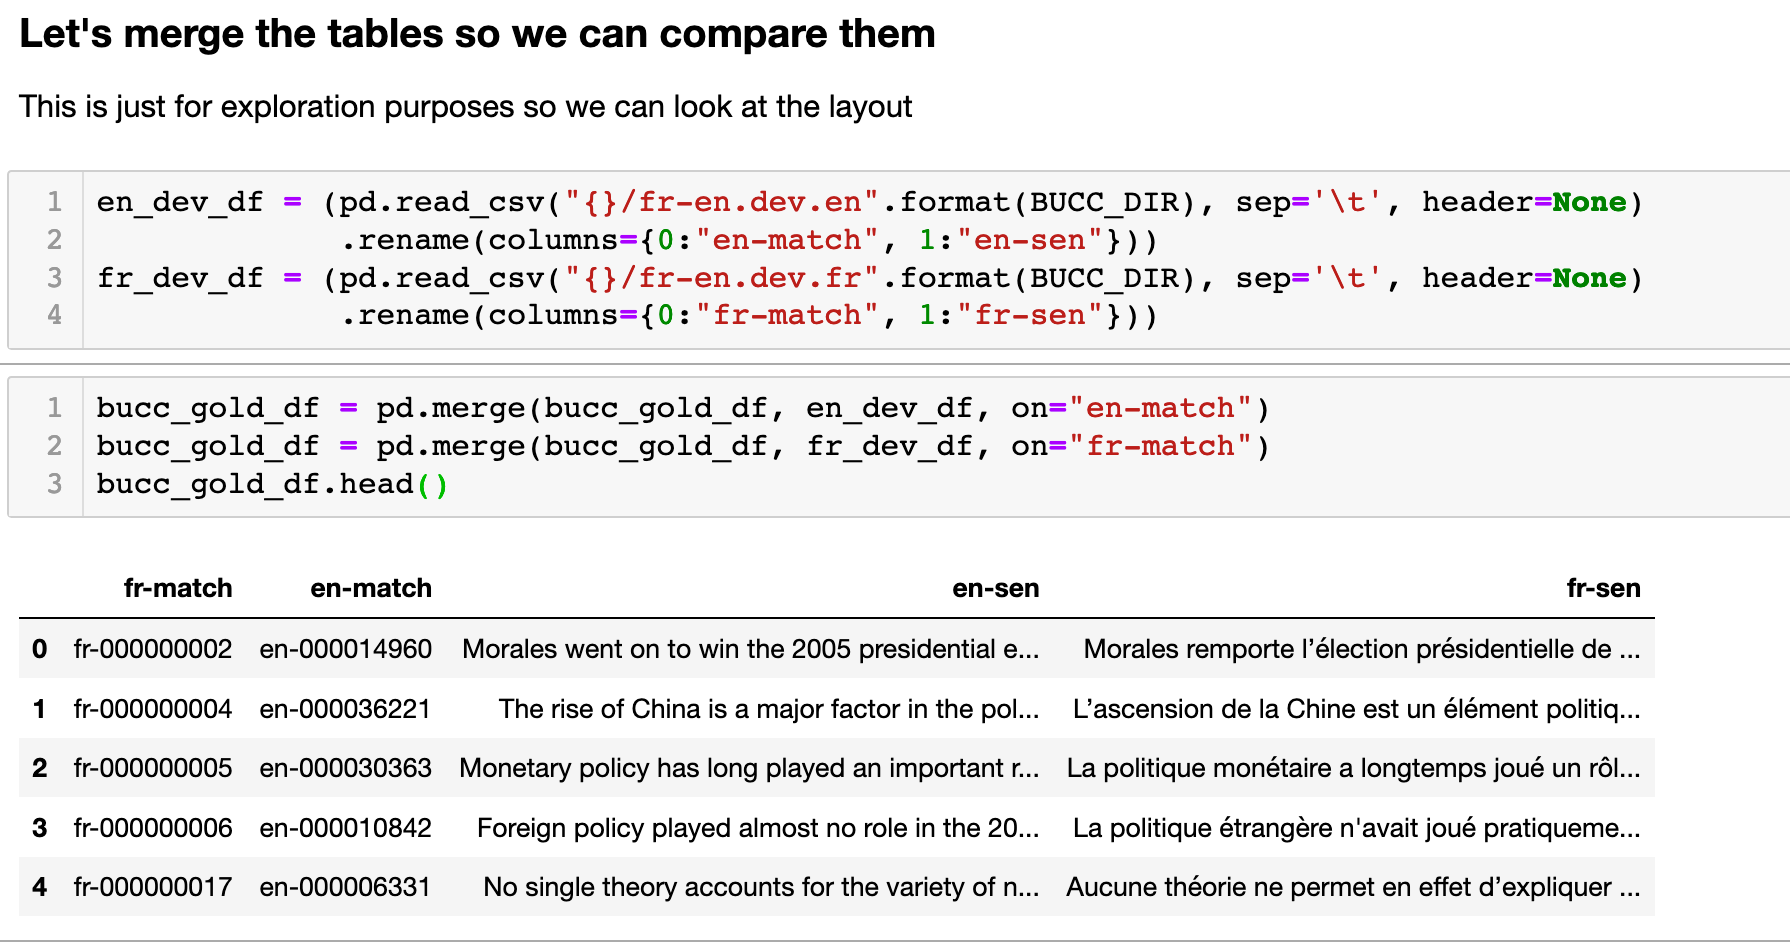 Let's merge the tables so we can compare them
This is just for exploration purposes so we can look at the layout
1 en_dev_df = (pd.read_csv("{}/fr-en.dev.en".format(BUCC_DIR), sep='\t', header=None)
2 .rename(columns={0:"en-match", 1:"en-sen"}))
3 fr_dev_df = (pd.read_csv("{}/fr-en.dev.fr".format(BUCC_DIR), sep='\t', header=None)
4 .rename(columns={0:"fr-match", 1:"fr-sen"}))
1 bucc_gold_df = pd.merge(bucc_gold_df, en_dev_df, on="en-match")
2 bucc_gold_df = pd.merge(bucc_gold_df, fr_dev_df, on="fr-match")
3 bucc_gold_df.head()
fr-match en-match en-sen fr-sen
0 fr-000000002 en-000014960 Morales went on to win the 2005 presidential e... Morales remporte l’élection présidentielle de ...
1 fr-000000004 en-000036221 The rise of China is a major factor in the pol... L’ascension de la Chine est un élément politiq...
2 fr-000000005 en-000030363 Monetary policy has long played an important r... La politique monétaire a longtemps joué un rôl...
3 fr-000000006 en-000010842 Foreign policy played almost no role in the 20... La politique étrangère n'avait joué pratiqueme...
4 fr-000000017 en-000006331 No single theory accounts for the variety of n... Aucune théorie ne permet en effet d’expliquer ...